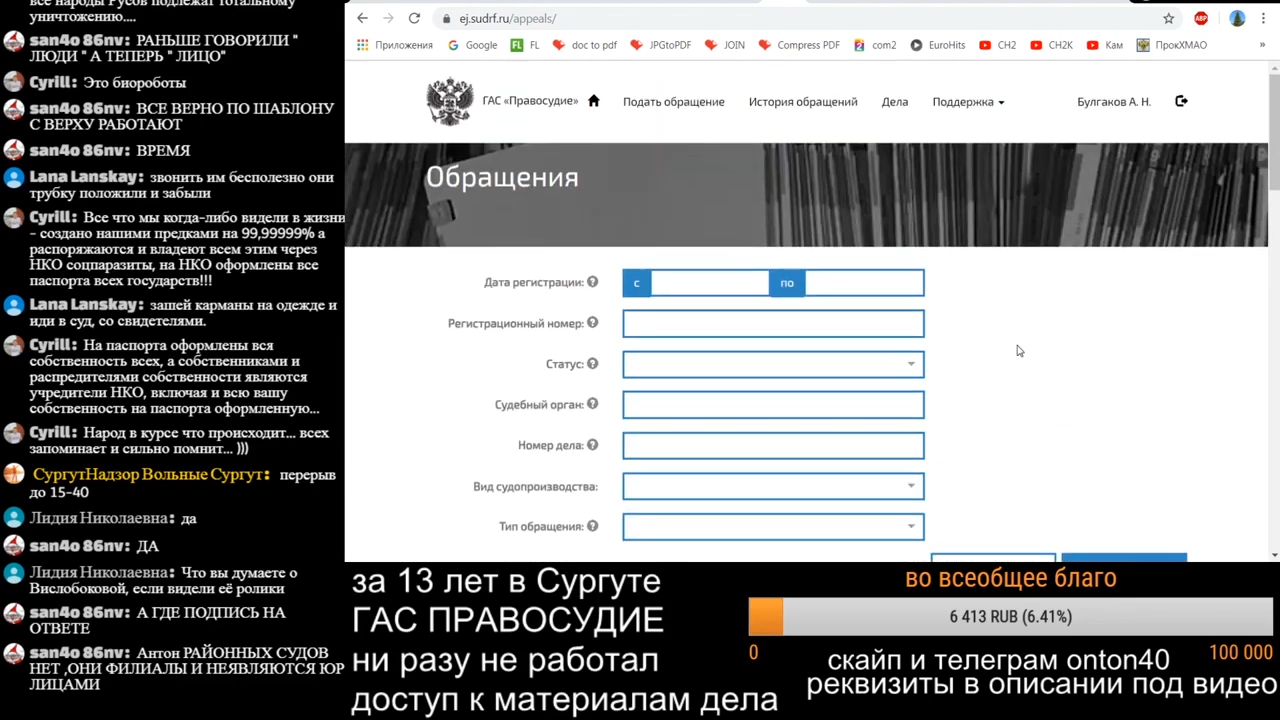 все народы Русов подлежат тотальному
уничтожению....
san4o 86nv: РАНЬШЕ ГОВОРИЛИ "
ЛЮДИ " А ТЕПЕРЬ " ЛИЦО"
Cyrill: Это биороботы
san4o 86nv: ВСЕ ВЕРНО ПО ШАБЛОНУ
С ВЕРХУ РАБОТАЮТ
san4o 86nv: ВРЕМЯ
Lana Lanskay: звонить им бесполезно они
трубку положили и забыли
Cyrill: Все что мы когда-либо видели в жизни
- создано нашими предками на 99,99999% а
распоряжаются и владеют всем этим через
НКО соцпаразиты, на НКО оформлены все
паспорта всех государств!!!
Lana Lanskay: зашей карманы на одежде и
иди в суд, со свидетелями.
Cyrill: На паспорта оформлены вся
собственность всех, а собственниками и
распредителями собственности являются
учредители НКО, включая и всю вашу
собственность на паспорта оформленную...
Cyrill: Народ в курсе что происходит... всех
запоминает и сильно помнит... )))
СургутНадзор Вольные Сургут: перерыв
до 15-40
Лидия Николаевна: да
san4o 86nv: ДА
Лидия Николаевна: Что вы думаете о
Вислобоковой, если видели её ролики
san4o 86nv: А ГДЕ ПОДПИСЬ НА
ОТВЕТЕ
san4o 86nv: Антон РАЙОННЫХ СУДОВ
НЕТ ,ОНИ ФИЛИАЛЫ И НЕЯВЛЯЮТСЯ ЮР
ЛИЦАМИ
ej.sudrf.ru/appeals/
ABP
Приложения Google FL FL doc to pdf JPGtoPDF JOIN Compress PDF com2 EuroHits CH2 CH2K Кам ПрокХМАО »
ГАС «Правосудие» Подать обращение История обращений Дела Поддержка Булгаков А. Н.
Обращения
Дата регистрации: с по
Регистрационный номер:
Статус:
Судебный орган:
Номер дела:
Вид судопроизводства:
Тип обращения:
за 13 лет в Сургуте
ГАС ПРАВОСУДИЕ
ни разу не работал
доступ к материалам дела
во всеобщее благо
6 413 RUB (6.41%)
0 100 000
скайп и телеграм onton40
реквизиты в описании под видео